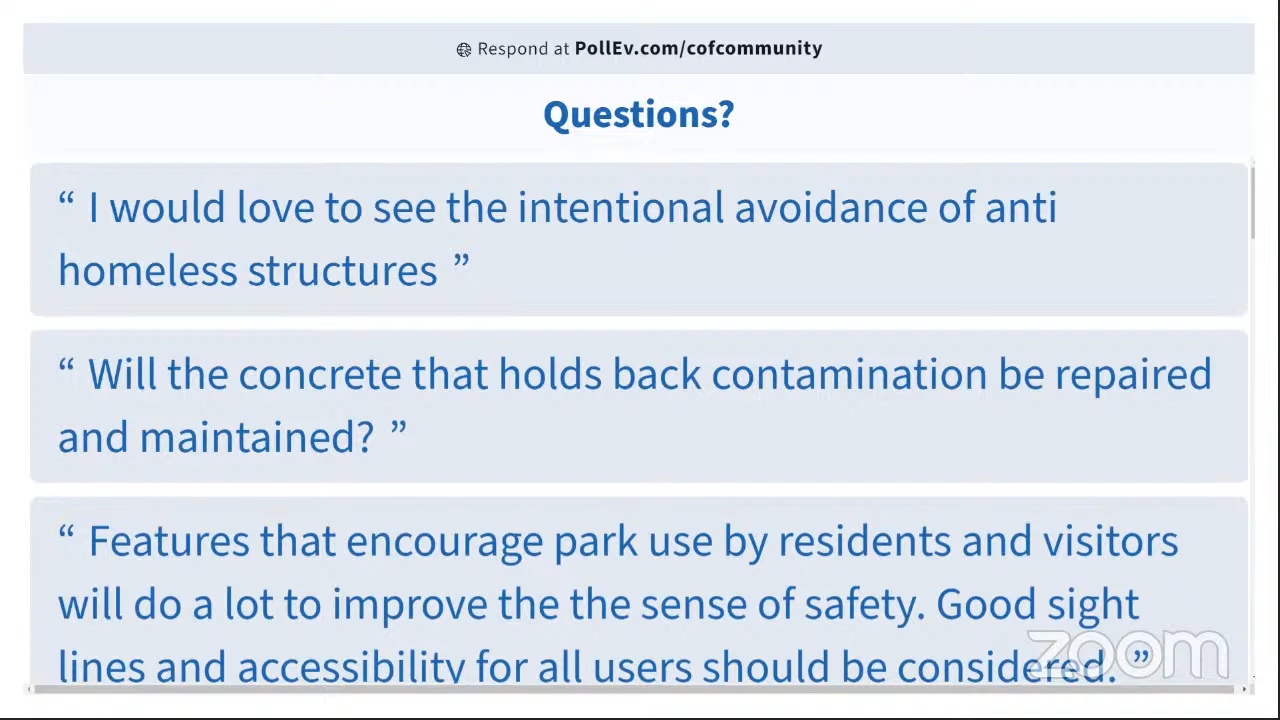 Respond at PollEv.com/cofcommunity
Questions?
“ I would love to see the intentional avoidance of anti
homeless structures ”
“ Will the concrete that holds back contamination be repaired
and maintained? ”
“ Features that encourage park use by residents and visitors
will do a lot to improve the the sense of safety. Good sight
lines and accessibility for all users should be considered. ”
zoom